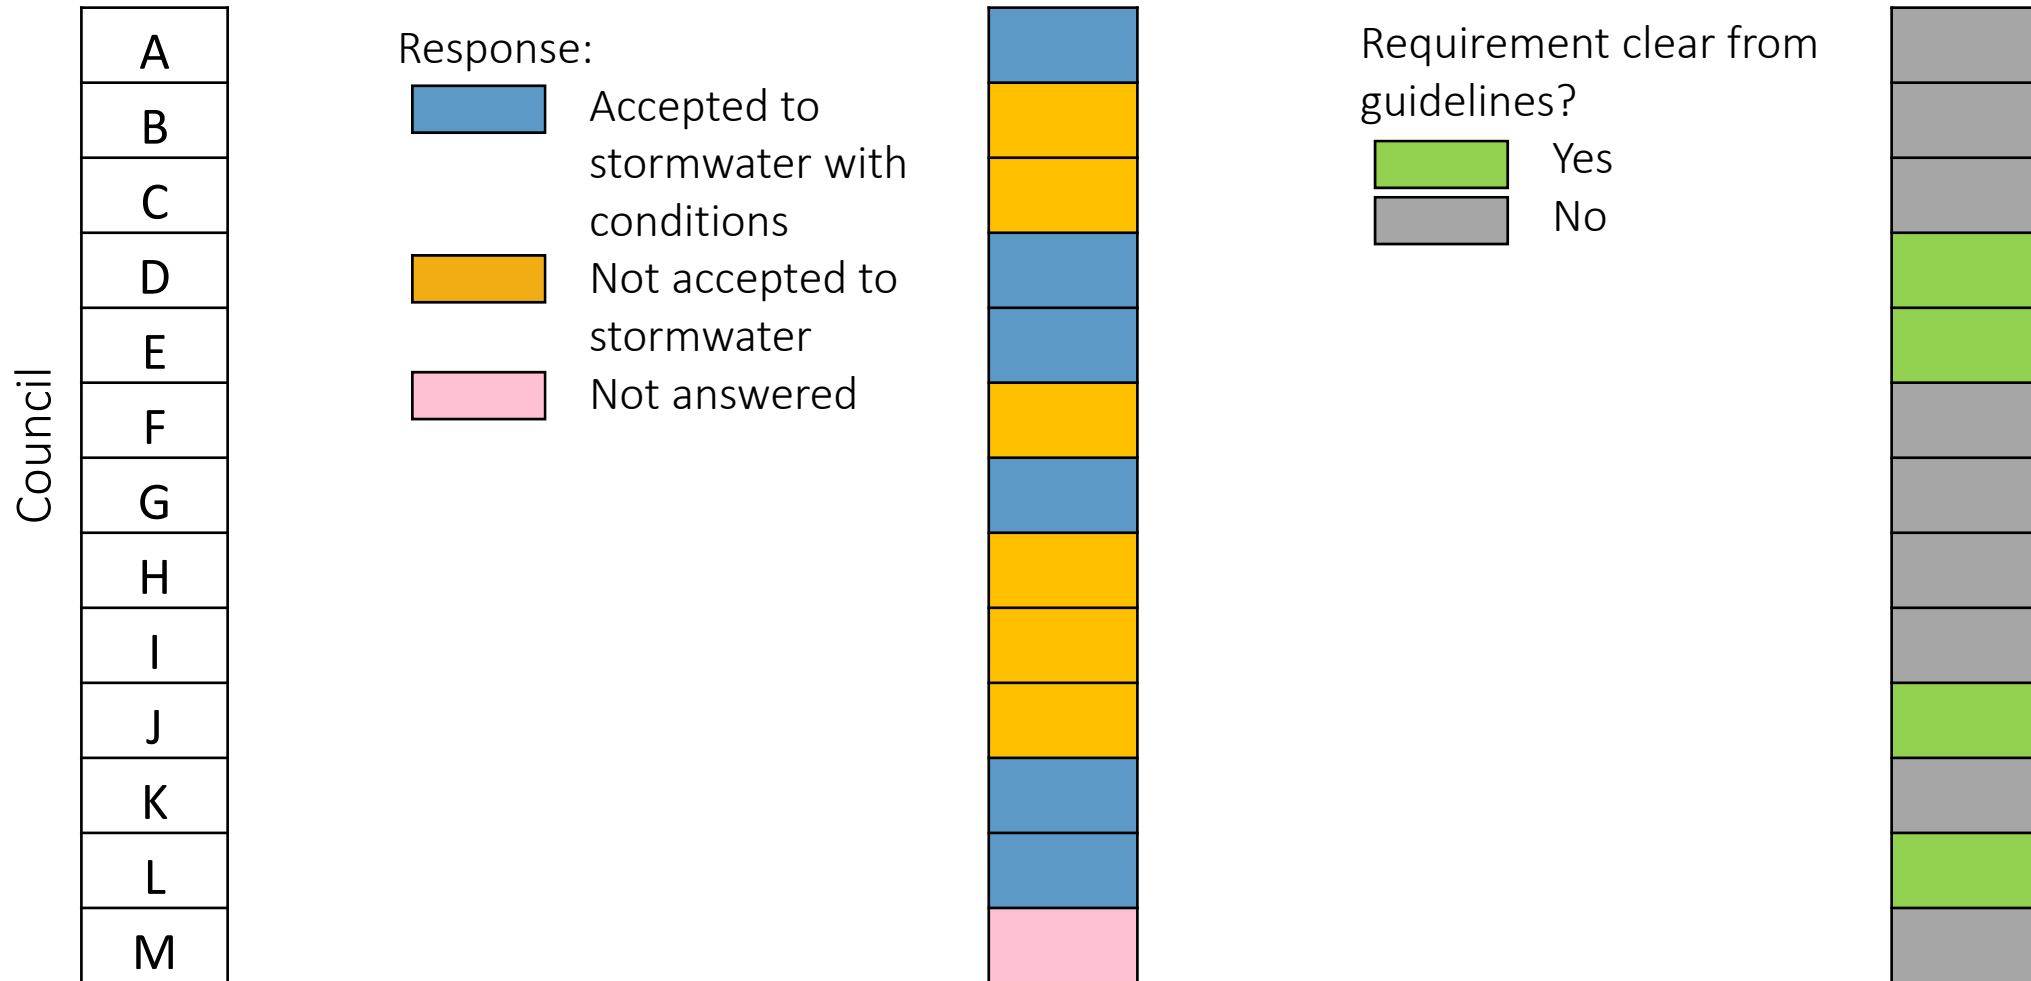 Council
A
B
C
D
E
F
G
H
I
J
K
L
M
Response:
Accepted to
stormwater with
conditions
Not accepted to
stormwater
Not answered
Requirement clear from
guidelines?
Yes
No